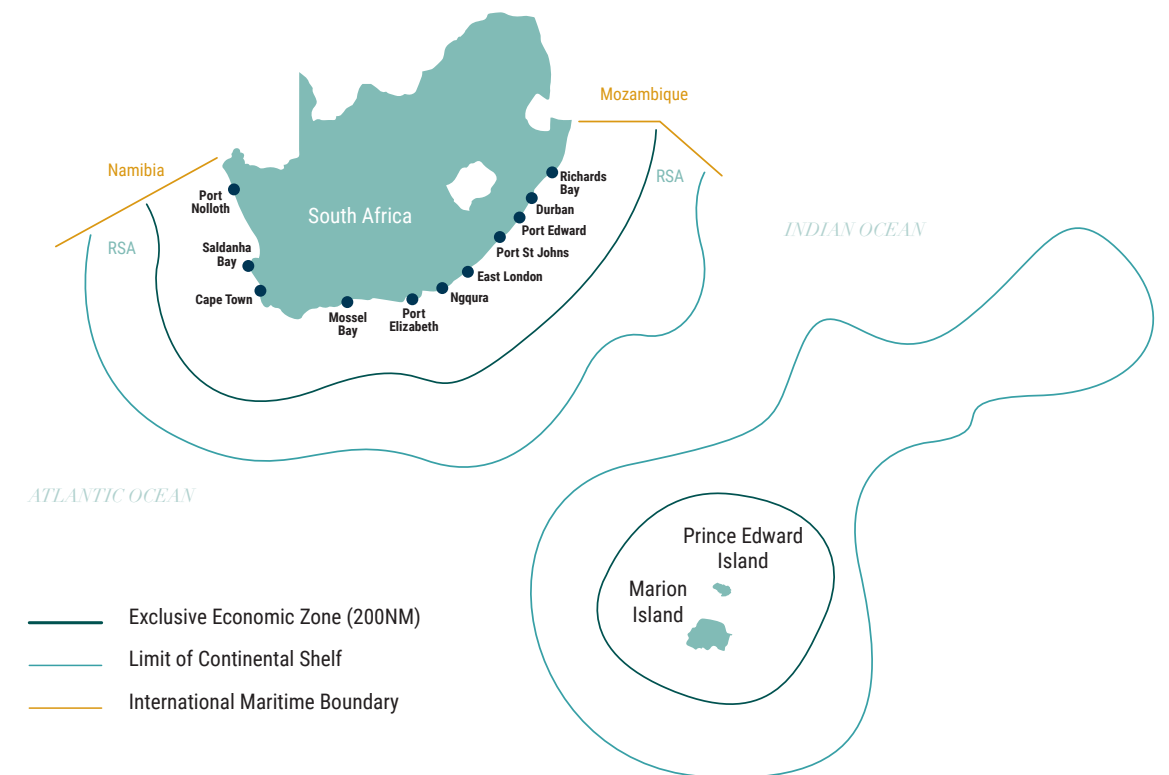 Mozambique
Namibia
RSA
Richards
Bay
Port
Nolloth
Durban
South Africa
Port Edward
INDIAN OCEAN
RSA
Saldanha
Bay
Port St Johns
East London
Cape Town
Ngqura
Mossel
Bay
Port
Elizabeth
ATLANTIC OCEAN
Prince Edward
Island
Marion
Island
Exclusive Economic Zone (200NM)
Limit of Continental Shelf
International Maritime Boundary